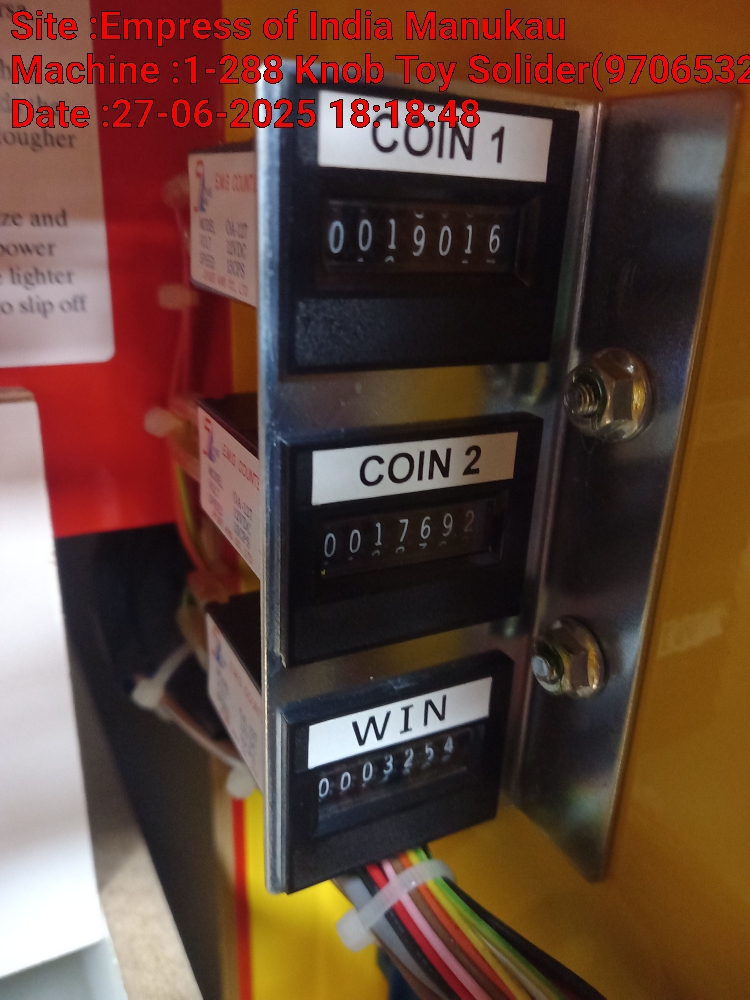 Site :Empress of India Manukau
Machine :1-288 Knob Toy Solider(9706532
Date :27-06-2025 18:18:48
tougher
ze and
power
e lighter
o slip off
COIN 1
0019016
COIN 2
0017692
WIN
0003254